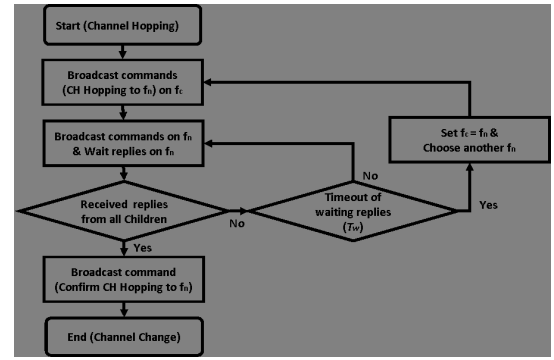 Start (Channel Hopping)
Broadcast commands
(CH Hopping to fn) on fc
Broadcast commands on fn
& Wait replies on fn
Set fc = fn &
Choose another fn
No
Received replies
from all Children
Timeout of
waiting replies
(Tw)
No
Yes
Yes
Broadcast command
(Confirm CH Hopping to fn)
End (Channel Change)